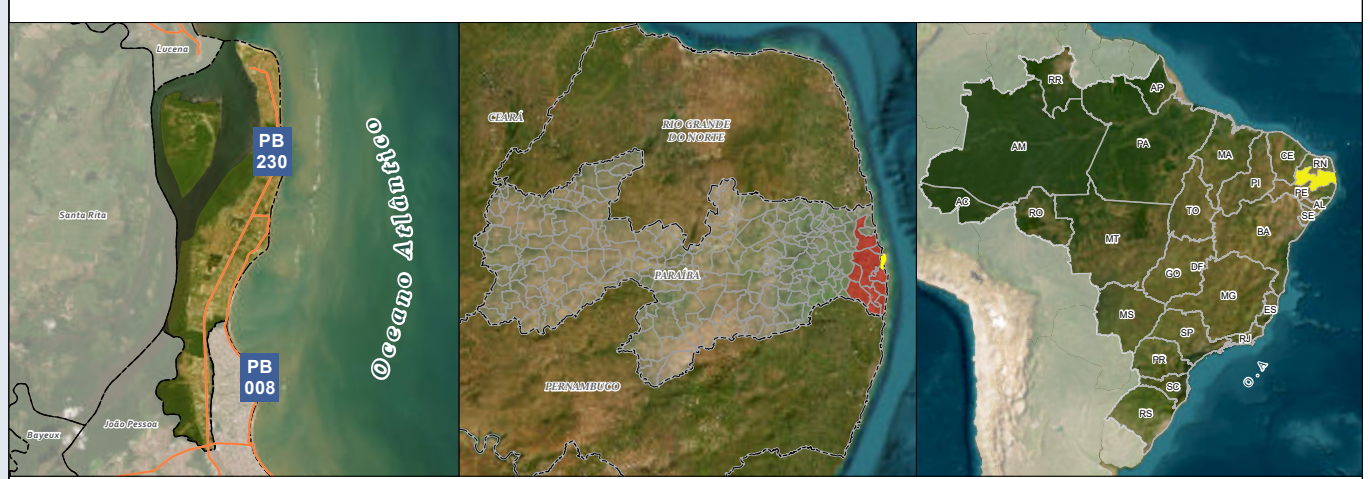 Lucena
PB
230
Oceano Atlântico
Santa Rita
PB
008
João Pessoa
Bayeux
CEARÁ
RIO GRANDE
DO NORTE
PARAÍBA
PERNAMBUCO
RR
AP
AM
PA
MA
CE
RN
PI
PE
AC
RO
TO
AL
SE
MT
BA
GO
DF
MG
MS
ES
SP
RJ
PR
SC
RS
O . A